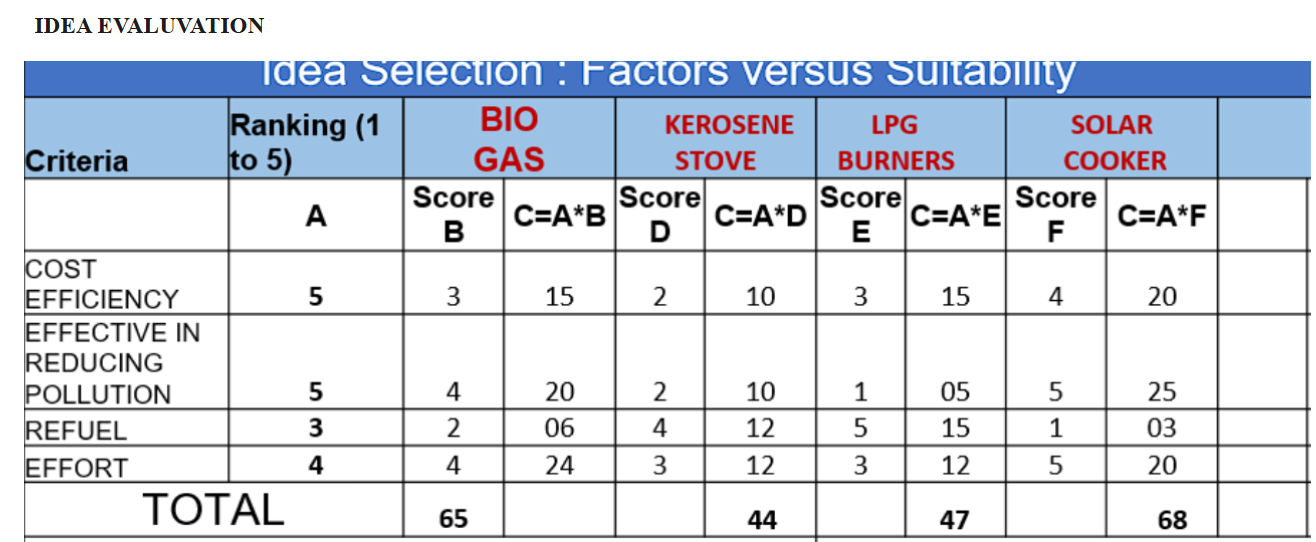 IDEA EVALUVATION
Idea Selection : Factors versus Suitability
Criteria Ranking (1 to 5) BIO GAS KEROSENE STOVE LPG BURNERS SOLAR COOKER
A Score B C=A*B Score D C=A*D Score E C=A*E Score F C=A*F
COST EFFICIENCY 5 3 15 2 10 3 15 4 20
EFFECTIVE IN REDUCING POLLUTION 5 4 20 2 10 1 05 5 25
REFUEL 3 2 06 4 12 5 15 1 03
EFFORT 4 4 24 3 12 3 12 5 20
TOTAL 65 44 47 68